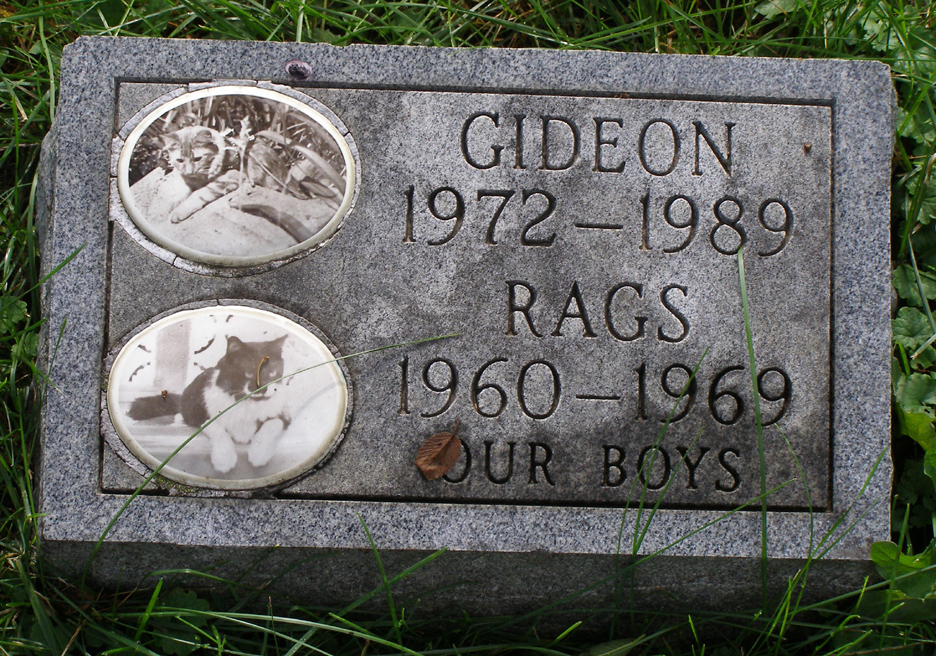 GIDEON
1972 – 1989
RAGS
1960 – 1969
OUR BOYS